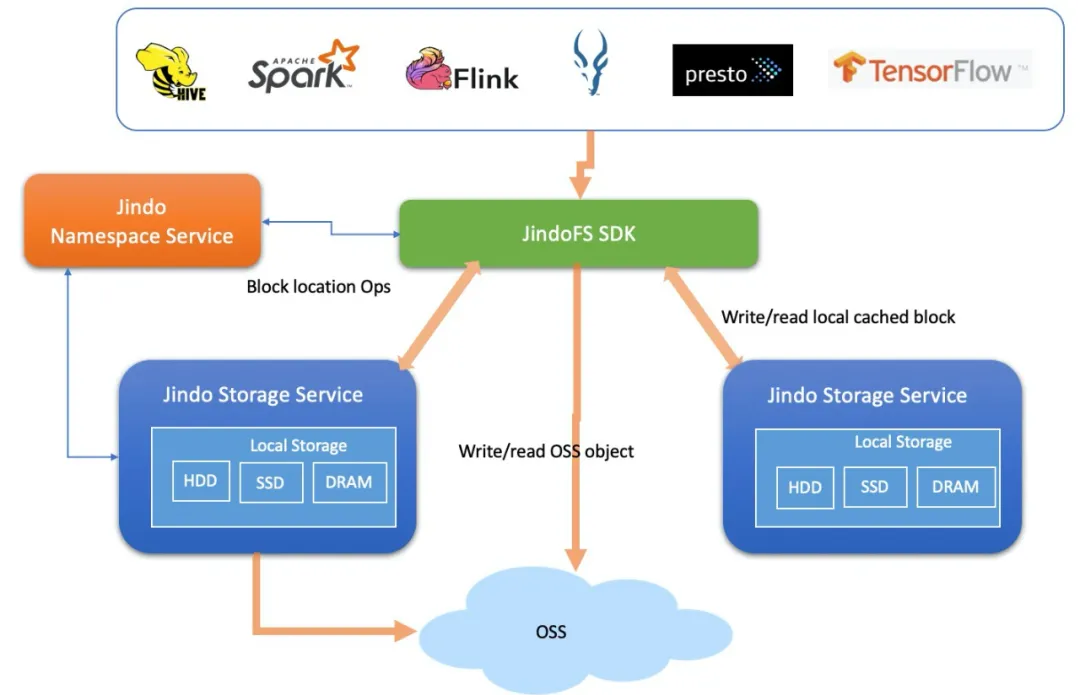 HIVE
APACHE
Spark
Flink
presto
TensorFlow
Jindo
Namespace Service
JindoFS SDK
Block location Ops
Write/read local cached block
Jindo Storage Service
Local Storage
HDD
SSD
DRAM
Write/read OSS object
Jindo Storage Service
Local Storage
HDD
SSD
DRAM
OSS